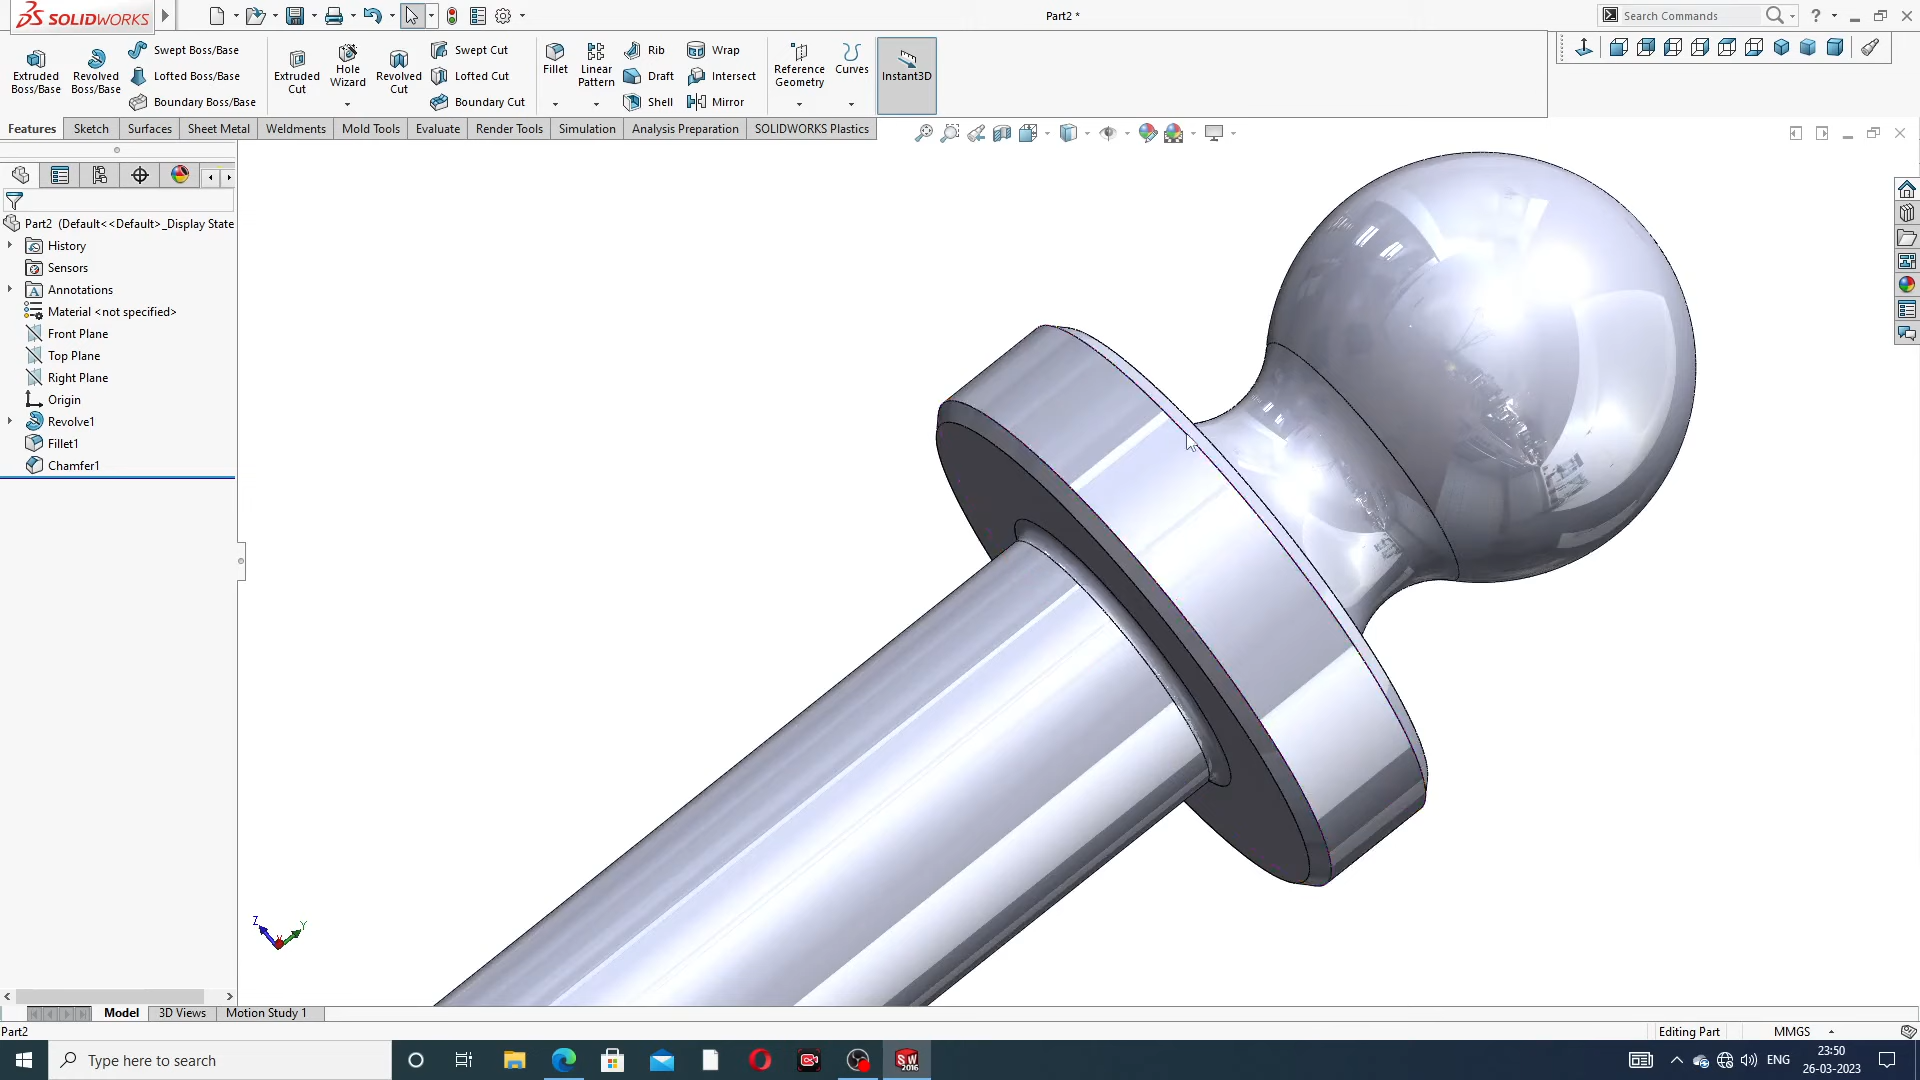 SOLIDWORKS
Part2 *
Search Commands
?
Extruded Boss/Base
Revolved Boss/Base
Swept Boss/Base
Lofted Boss/Base
Boundary Boss/Base
Extruded Cut
Hole Wizard
Revolved Cut
Swept Cut
Lofted Cut
Boundary Cut
Fillet
Linear Pattern
Rib
Draft
Shell
Wrap
Intersect
Mirror
Reference Geometry
Curves
Instant3D
Features
Sketch
Surfaces
Sheet Metal
Weldments
Mold Tools
Evaluate
Render Tools
Simulation
Analysis Preparation
SOLIDWORKS Plastics
Part2 (Default<<Default>_Display State
History
Sensors
A Annotations
Material <not specified>
Front Plane
Top Plane
Right Plane
Origin
Revolve1
Fillet1
Chamfer1
Z
Y
Model
3D Views
Motion Study 1
Part2
Editing Part
MMGS
Type here to search
SW
2016
ENG
23:50
26-03-2023